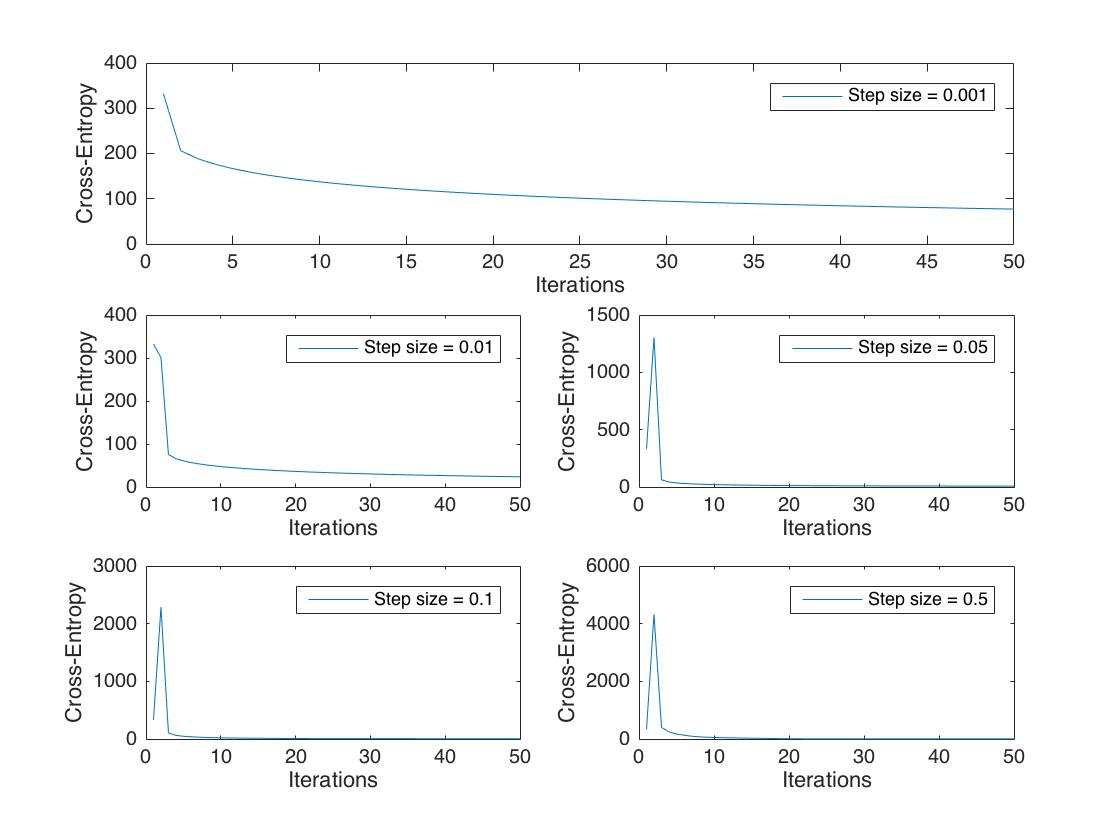 400
300
200
100
0
Cross-Entropy
Step size = 0.001
0 5 10 15 20 25 30 35 40 45 50
Iterations
400
300
200
100
0
Cross-Entropy
Step size = 0.01
0 10 20 30 40 50
Iterations
1500
1000
500
0
Cross-Entropy
Step size = 0.05
0 10 20 30 40 50
Iterations
3000
2000
1000
0
Cross-Entropy
Step size = 0.1
0 10 20 30 40 50
Iterations
6000
4000
2000
0
Cross-Entropy
Step size = 0.5
0 10 20 30 40 50
Iterations